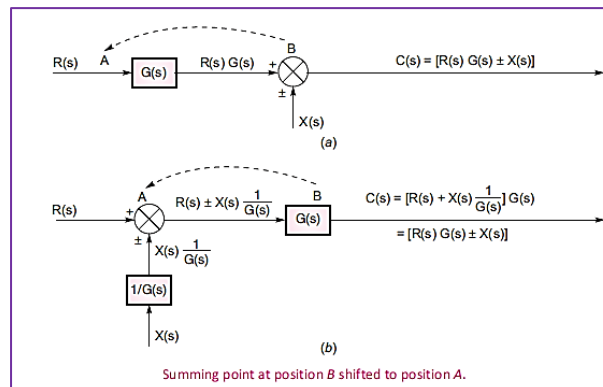 B
R(s) A R(s) G(s) + C(s) = [R(s) G(s) ± X(s)]
G(s)
±
X(s)
(a)
A B
R(s) + R(s) ± X(s) 1/G(s) G(s) C(s) = [R(s) + X(s) 1/G(s)] G(s)
= [R(s) G(s) ± X(s)]
± X(s) 1/G(s)
1/G(s)
X(s)
(b)
Summing point at position B shifted to position A.